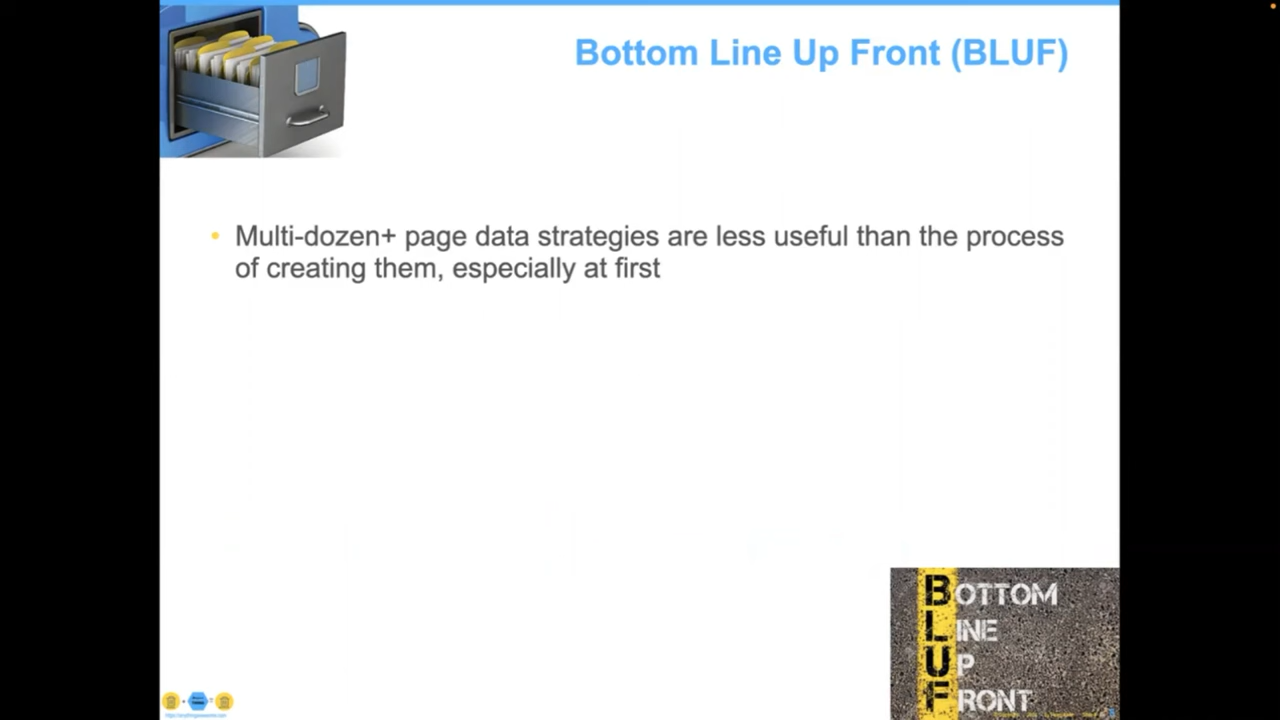 Bottom Line Up Front (BLUF)
• Multi-dozen+ page data strategies are less useful than the process
of creating them, especially at first
BOTTOM
LINE
UP
FRONT